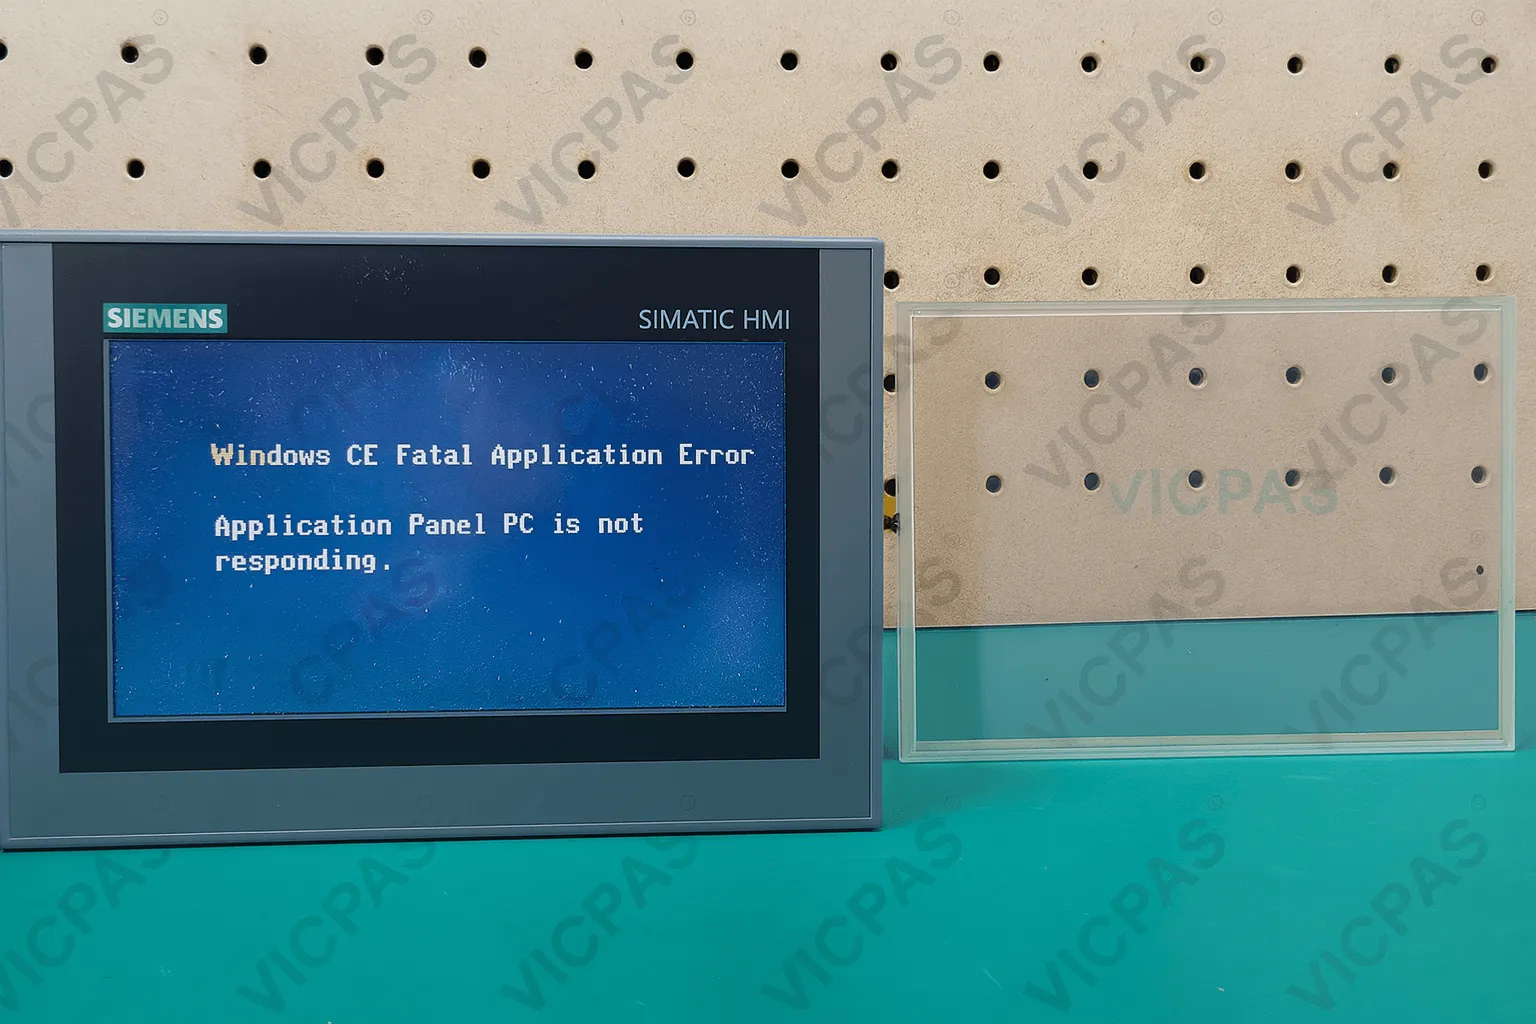 SIEMENS
SIMATIC HMI
Windows CE Fatal Application Error
Application Panel PC is not
responding.
VICPAS